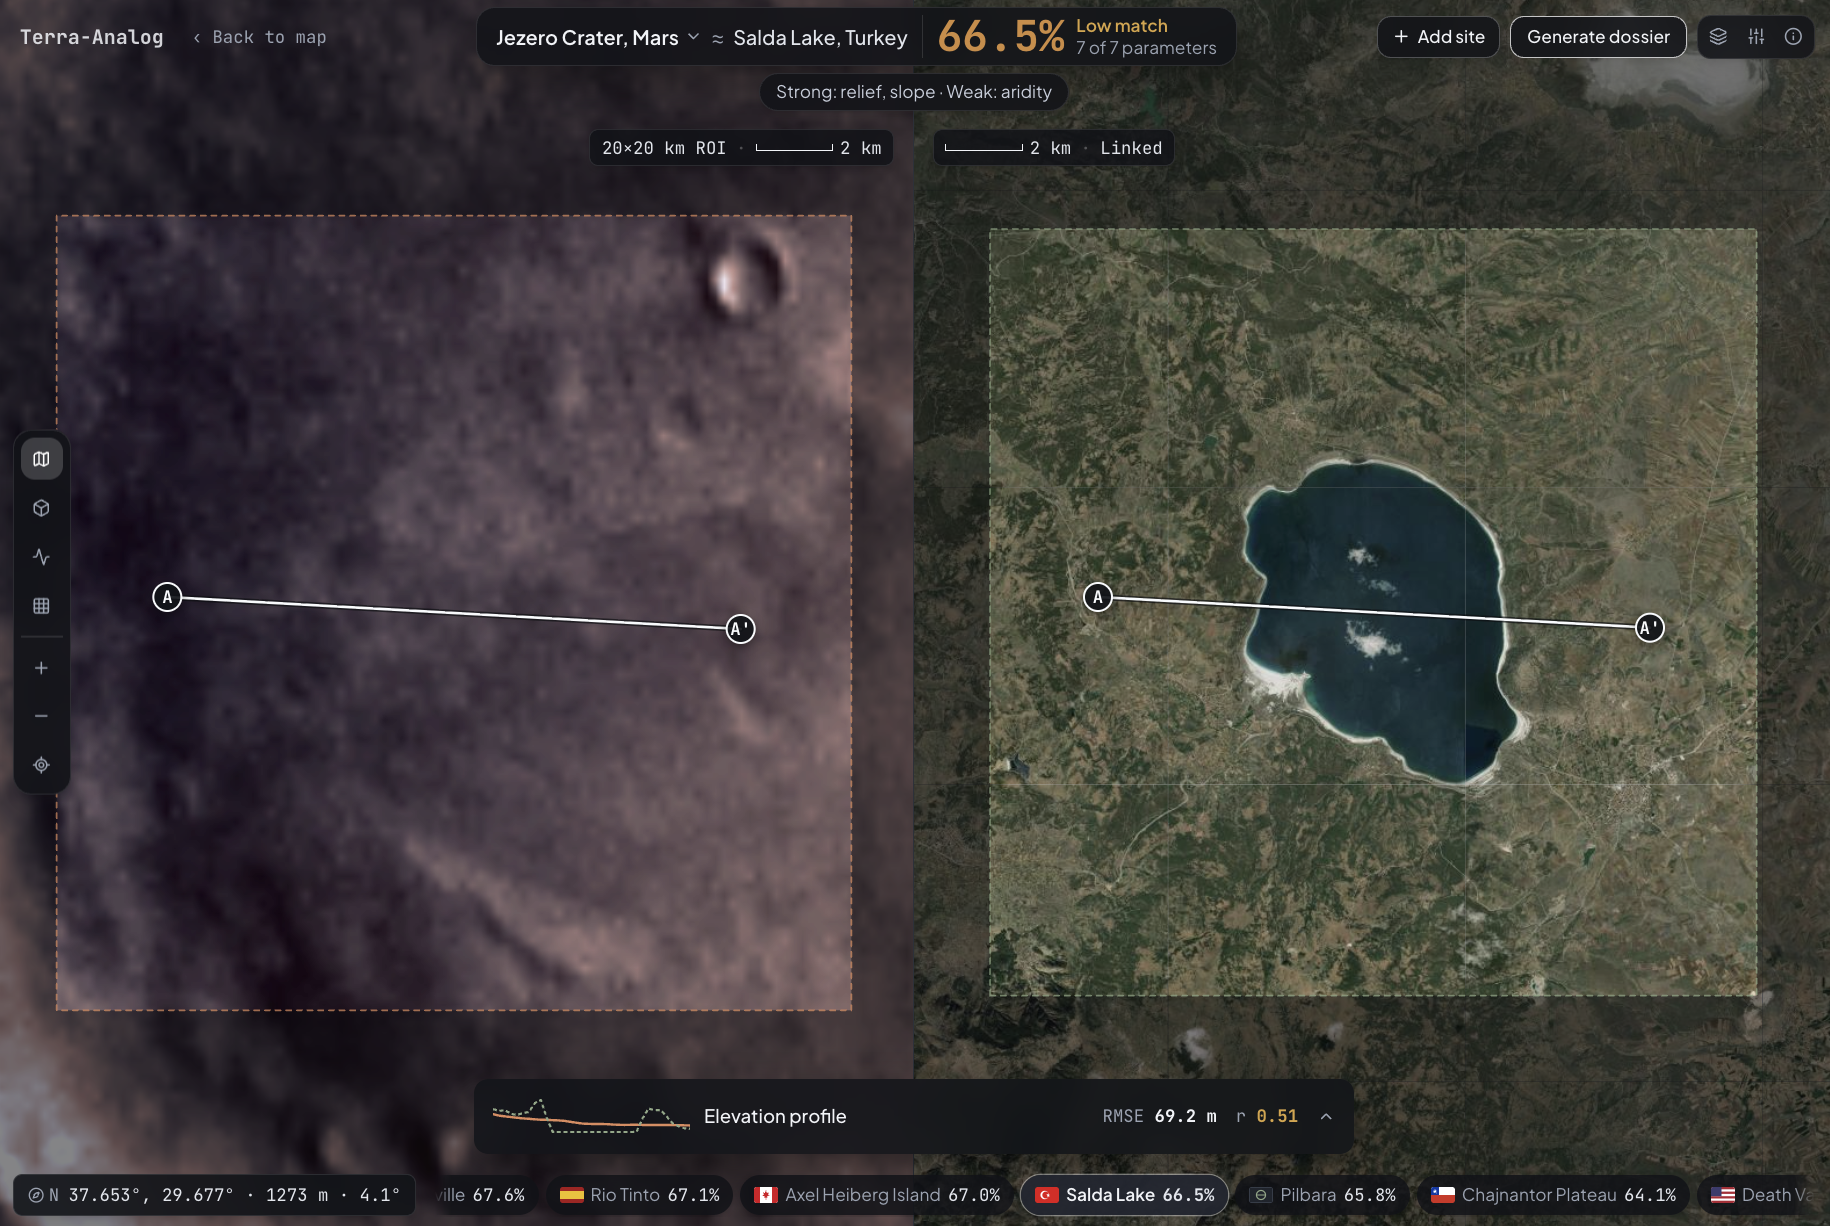 Terra-Analog
‹ Back to map
Jezero Crater, Mars ≈ Salda Lake, Turkey
66.5%
Low match
7 of 7 parameters
+ Add site
Generate dossier
Strong: relief, slope · Weak: aridity
20×20 km ROI · 2 km
2 km · Linked
A
A'
A
A'
Elevation profile
RMSE 69.2 m r 0.51
N 37.653°, 29.677° · 1273 m · 4.1°
ville 67.6%
Rio Tinto 67.1%
Axel Heiberg Island 67.0%
Salda Lake 66.5%
Pilbara 65.8%
Chajnantor Plateau 64.1%
Death Va